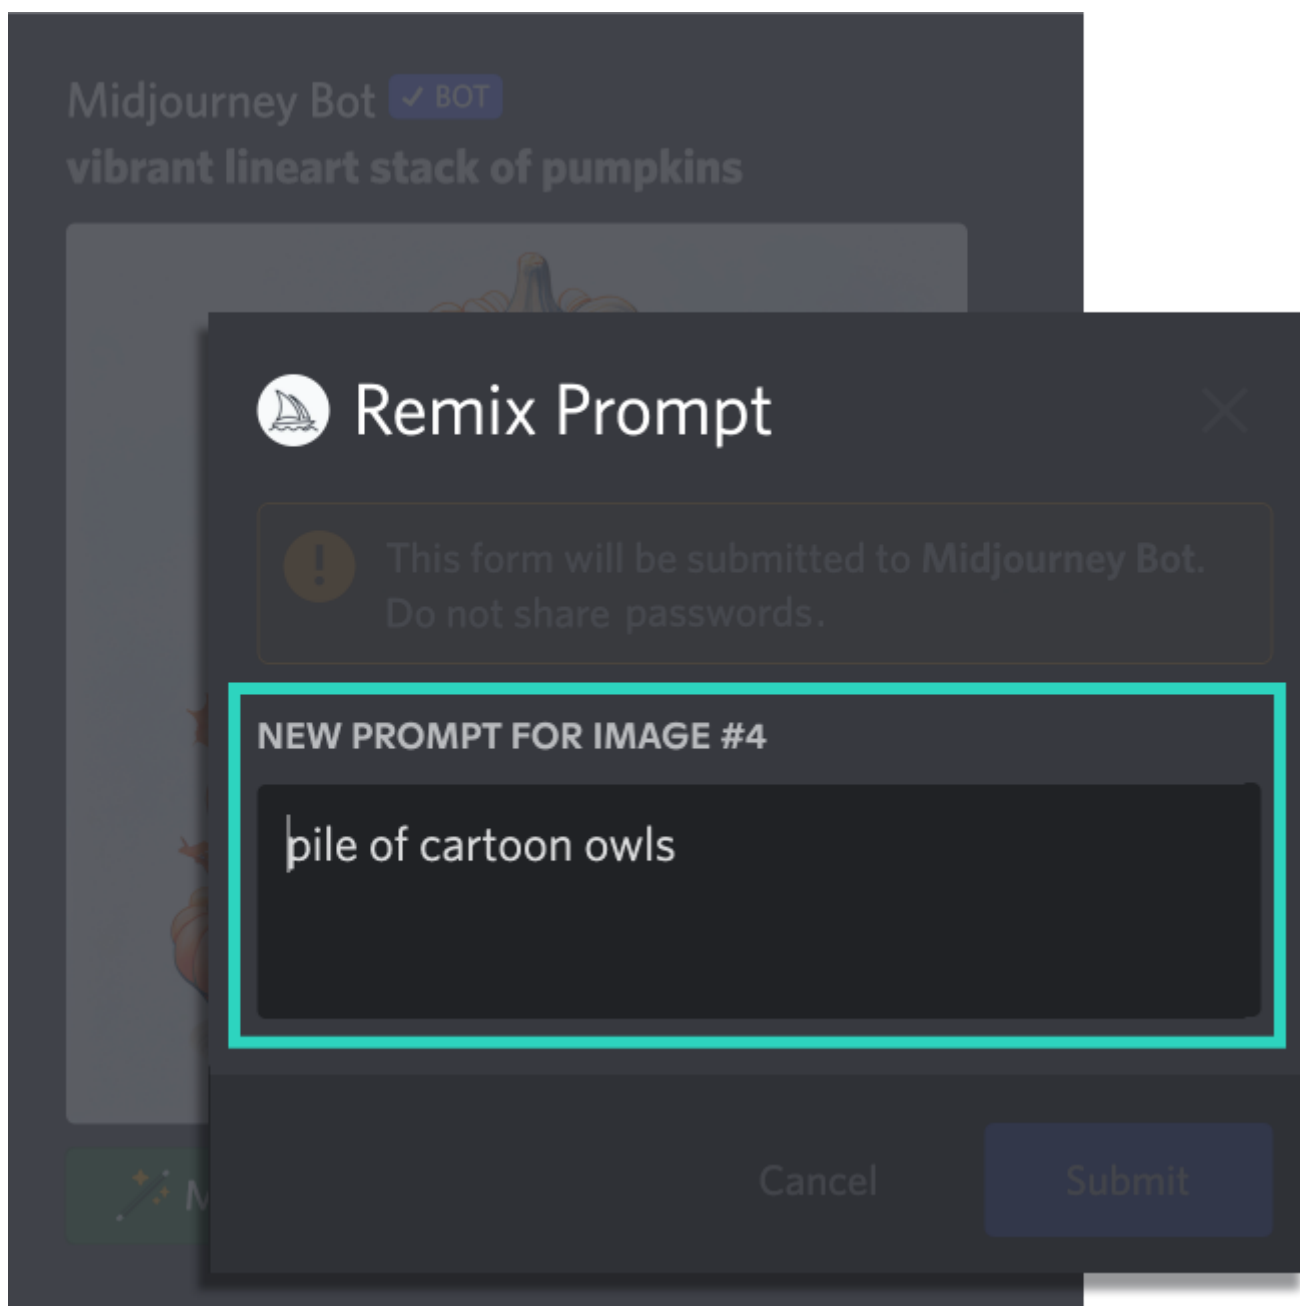 Midjourney Bot ✓ BOT
vibrant lineart stack of pumpkins
Remix Prompt
This form will be submitted to Midjourney Bot.
Do not share passwords.
NEW PROMPT FOR IMAGE #4
pile of cartoon owls
M
Cancel Submit